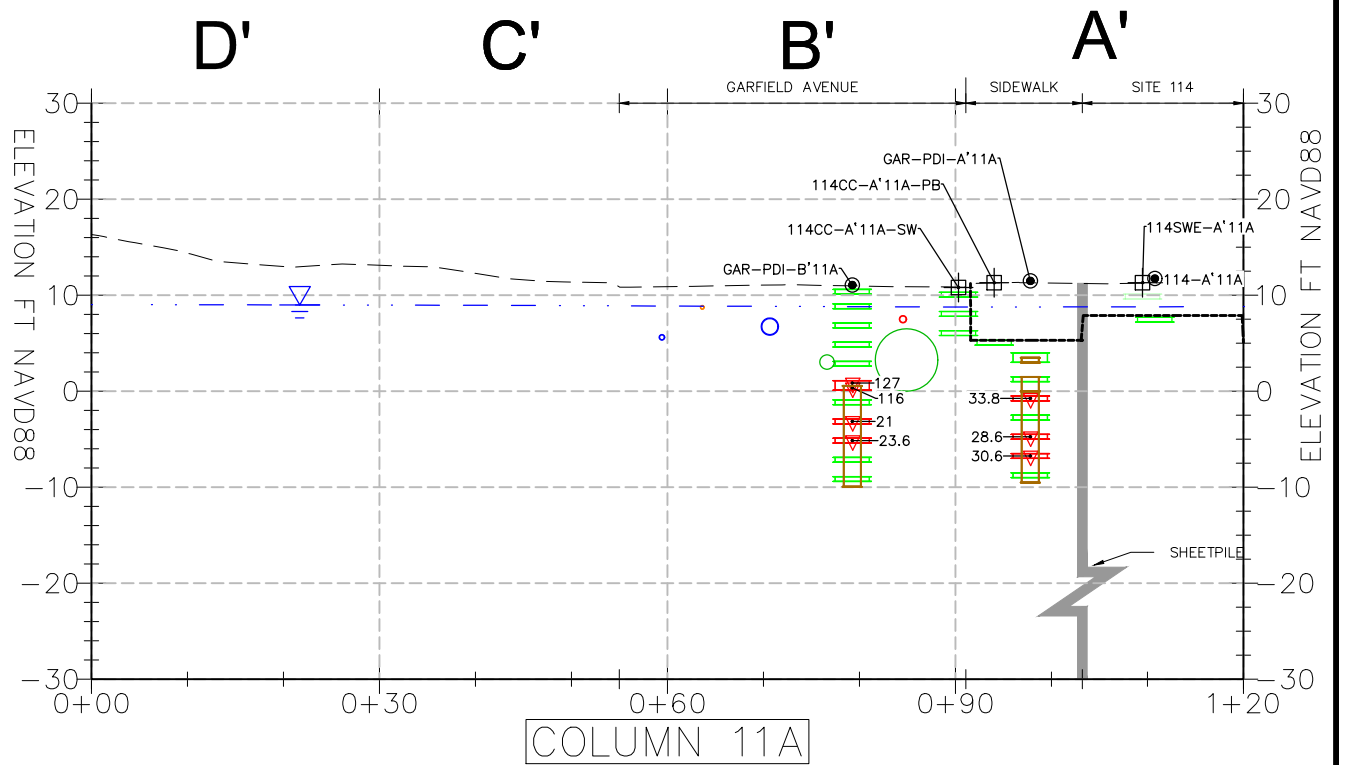 D' C' B' A'
GARFIELD AVENUE SIDEWALK SITE 114
30 30
GAR-PDI-A'11A
114CC-A'11A-PB
20 20
114CC-A'11A-SW 114SWE-A'11A
GAR-PDI-B'11A 114-A'11A
10 10
ELEVATION FT NAVD88
ELEVATION FT NAVD88
0 0
127
116 33.8
21
23.6 28.6
30.6
-10 -10
SHEETPILE
-20 -20
-30 -30
0+00 0+30 0+60 0+90 1+20
COLUMN 11A